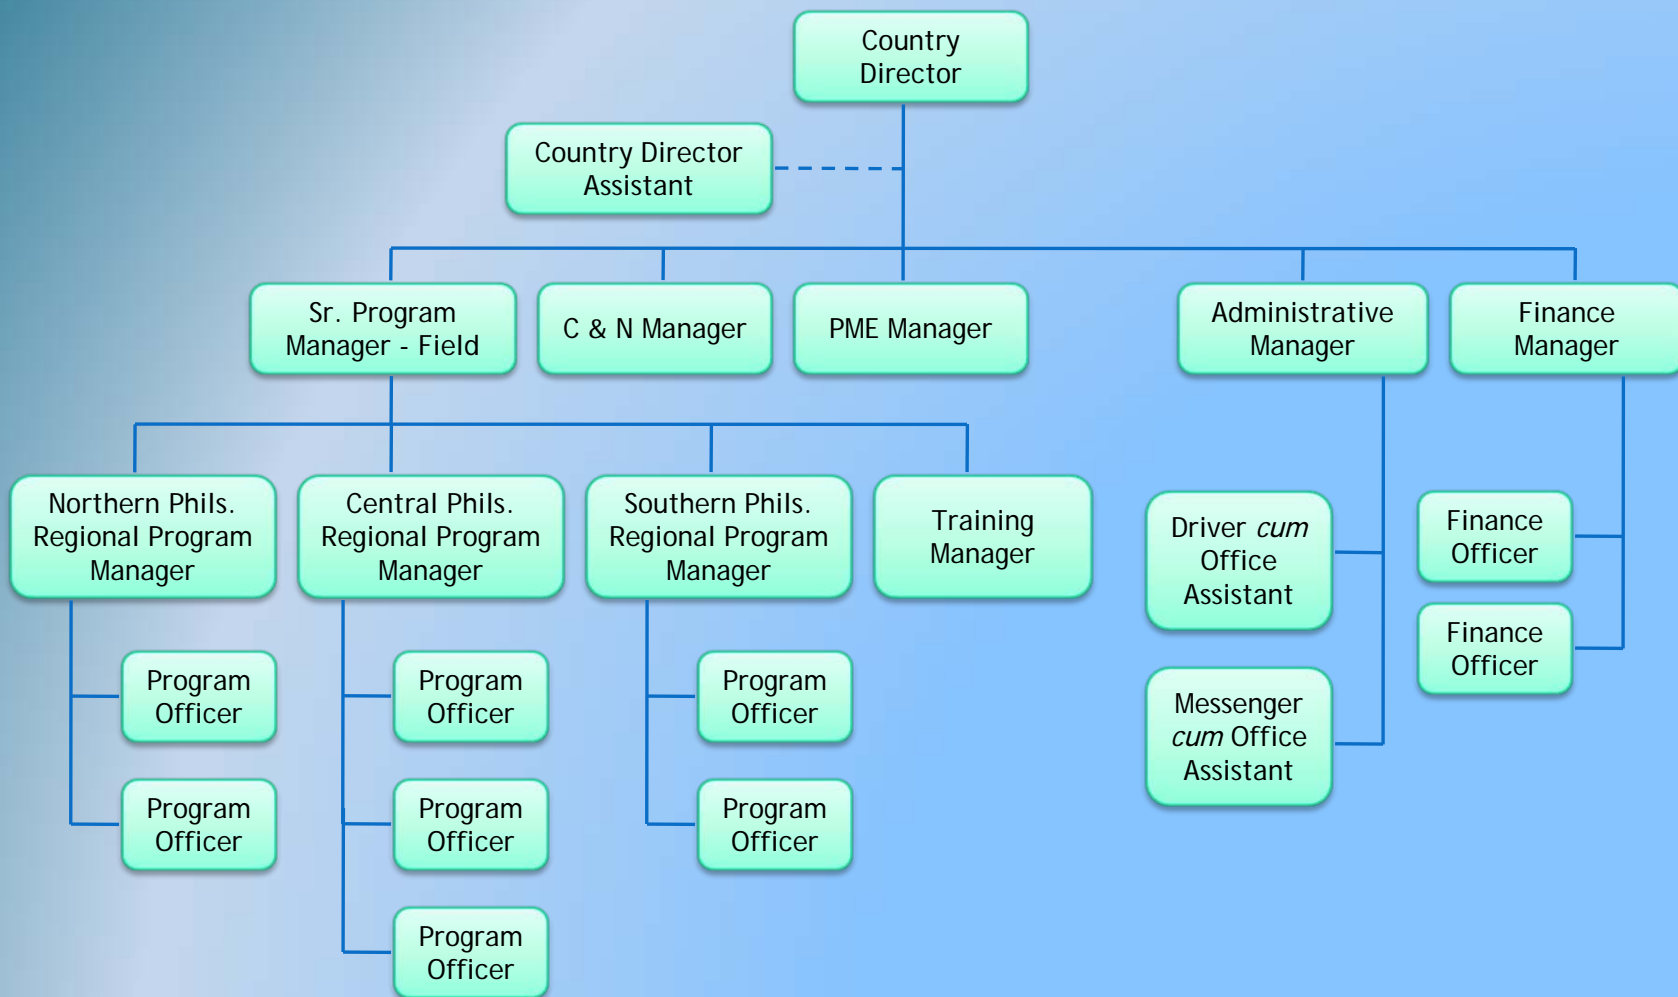 Country
Director
Country Director
Assistant
Sr. Program
Manager - Field
C & N Manager
PME Manager
Administrative
Manager
Finance
Manager
Northern Phils.
Regional Program
Manager
Central Phils.
Regional Program
Manager
Southern Phils.
Regional Program
Manager
Training
Manager
Driver cum
Office
Assistant
Finance
Officer
Finance
Officer
Messenger
cum Office
Assistant
Program
Officer
Program
Officer
Program
Officer
Program
Officer
Program
Officer
Program
Officer
Program
Officer